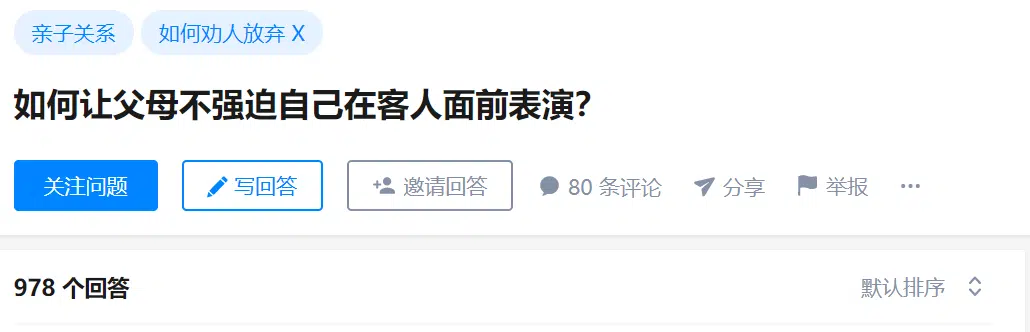 亲子关系 如何劝人放弃 X
如何让父母不强迫自己在客人面前表演？
关注问题 写回答 邀请回答 80 条评论 分享 举报 ···
978 个回答 默认排序